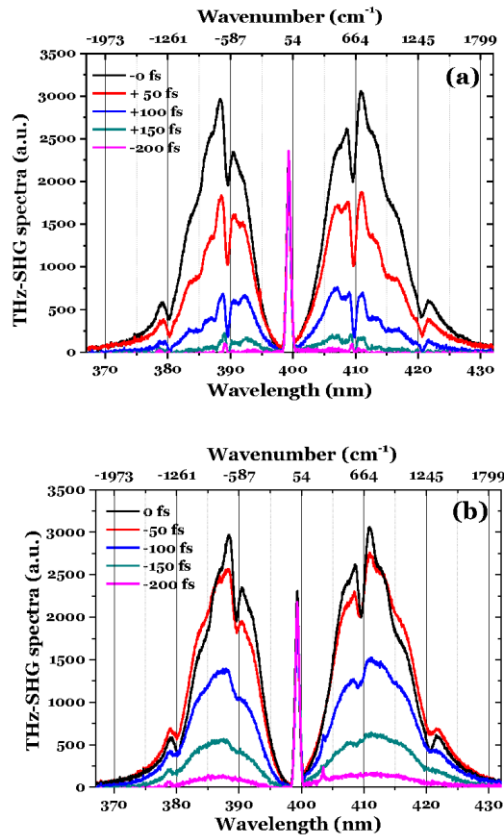 Wavenumber (cm⁻¹)
-1973 -1261 -587 54 664 1245 1799
3500
3000
2500
2000
1500
1000
500
0
THz-SHG spectra (a.u.)
(a)
-0 fs
+ 50 fs
+100 fs
+150 fs
-200 fs
370 380 390 400 410 420 430
Wavelength (nm)
Wavenumber (cm⁻¹)
-1973 -1261 -587 54 664 1245 1799
3500
3000
2500
2000
1500
1000
500
0
THz-SHG spectra (a.u.)
(b)
0 fs
-50 fs
-100 fs
-150 fs
-200 fs
370 380 390 400 410 420 430
Wavelength (nm)